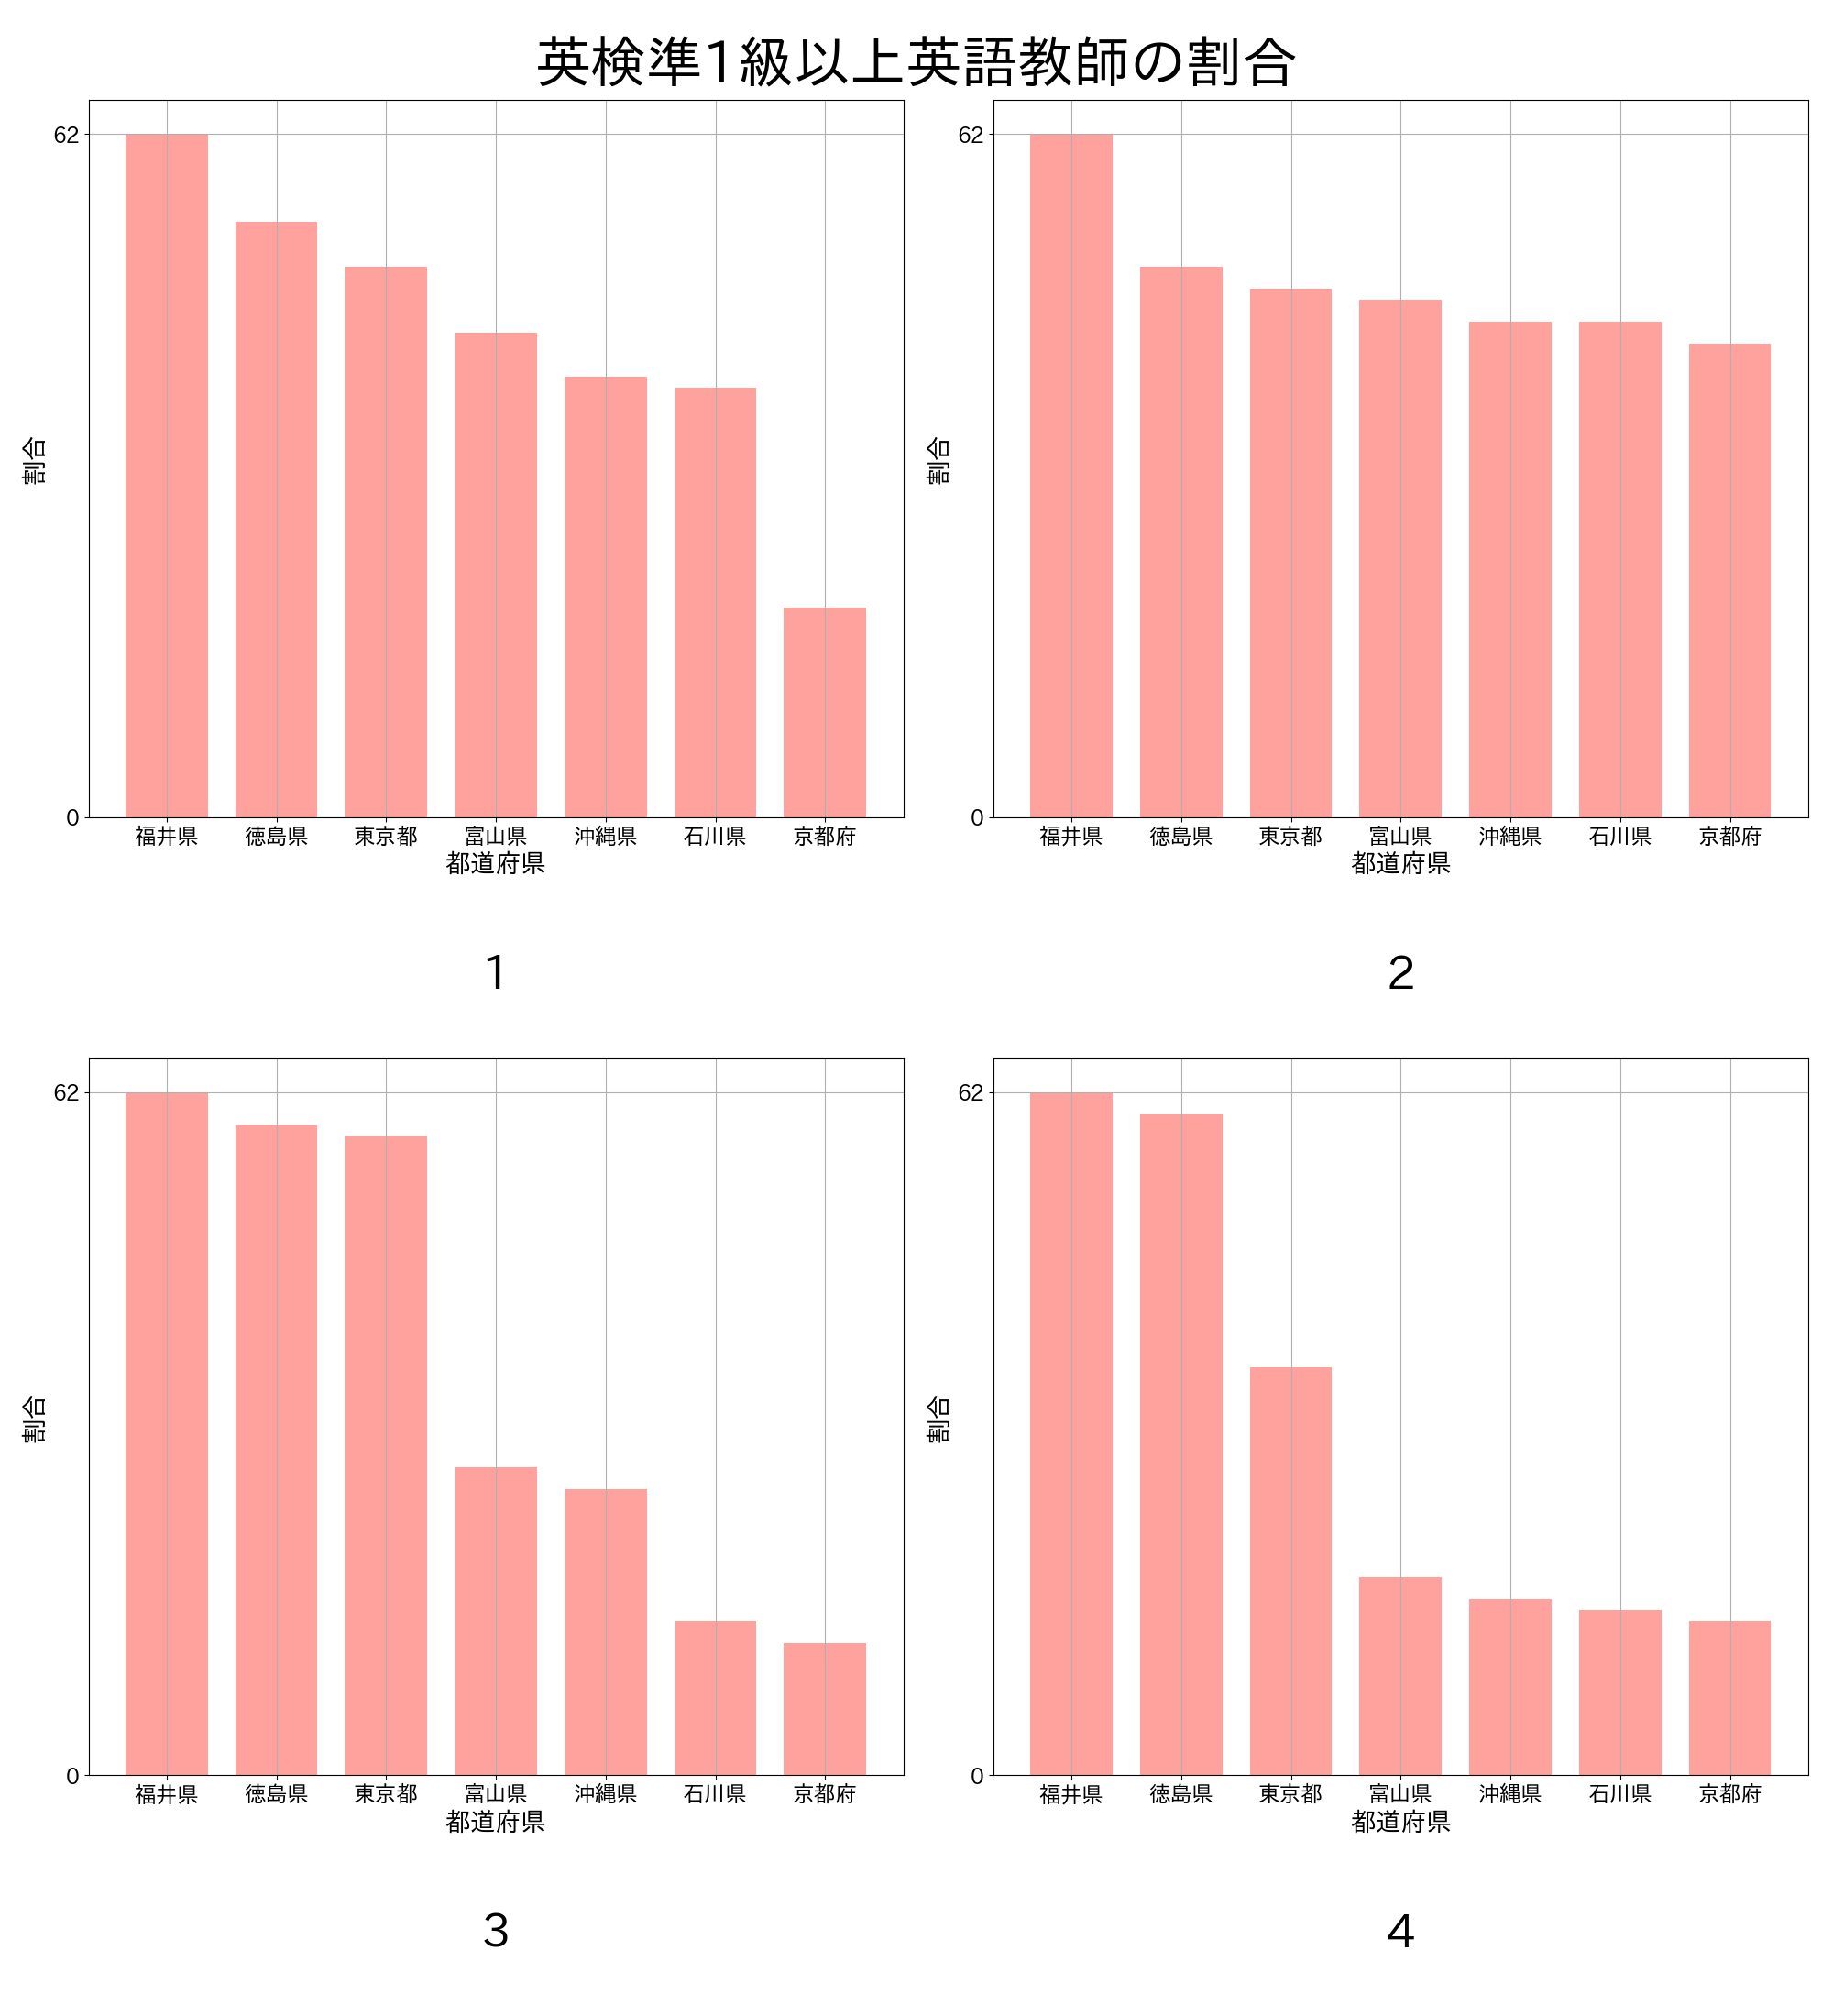 英検準1級以上英語教師の割合
62
0
割合
福井県 徳島県 東京都 富山県 沖縄県 石川県 京都府
都道府県
1
62
0
割合
福井県 徳島県 東京都 富山県 沖縄県 石川県 京都府
都道府県
2
62
0
割合
福井県 徳島県 東京都 富山県 沖縄県 石川県 京都府
都道府県
3
62
0
割合
福井県 徳島県 東京都 富山県 沖縄県 石川県 京都府
都道府県
4